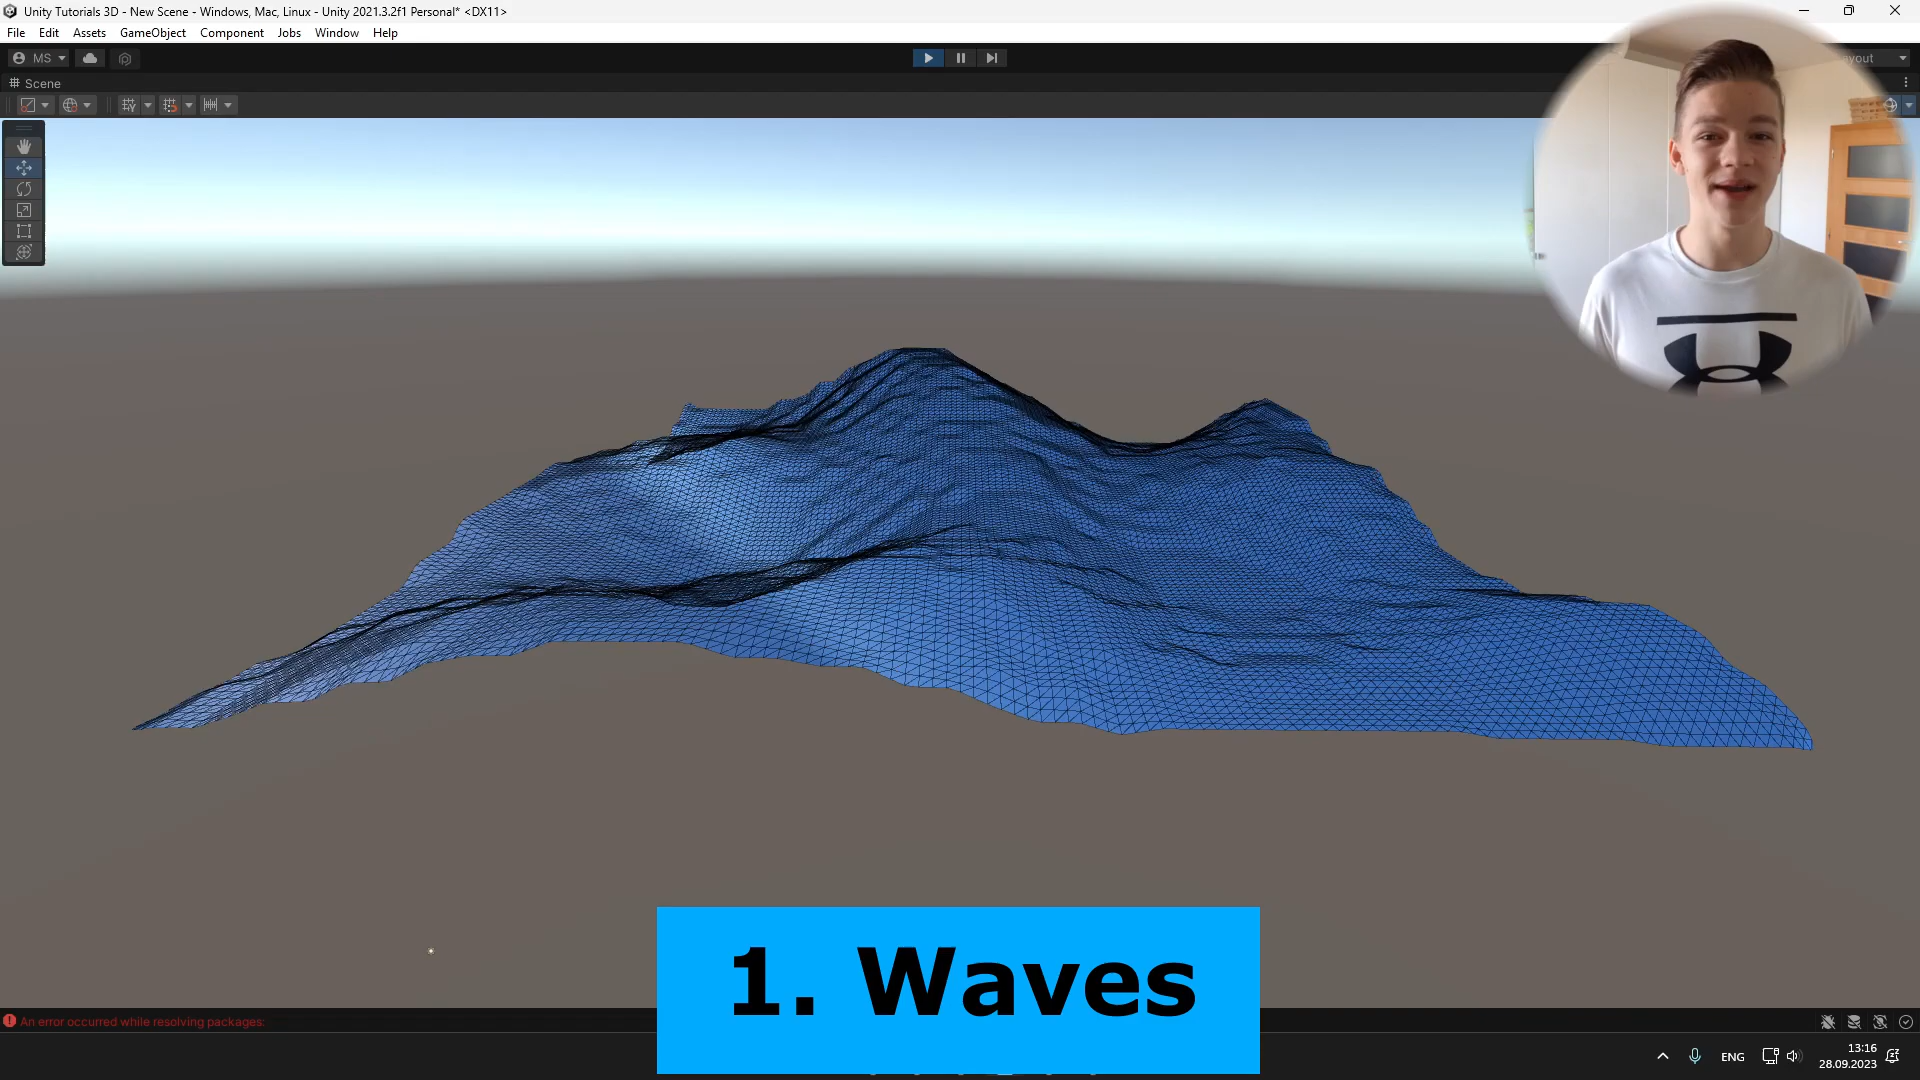 Unity Tutorials 3D - New Scene - Windows, Mac, Linux - Unity 2021.3.2f1 Personal* <DX11>
File Edit Assets GameObject Component Jobs Window Help
MS
yout
Scene
1. Waves
An error occurred while resolving packages:
ENG
13:16
28.09.2023